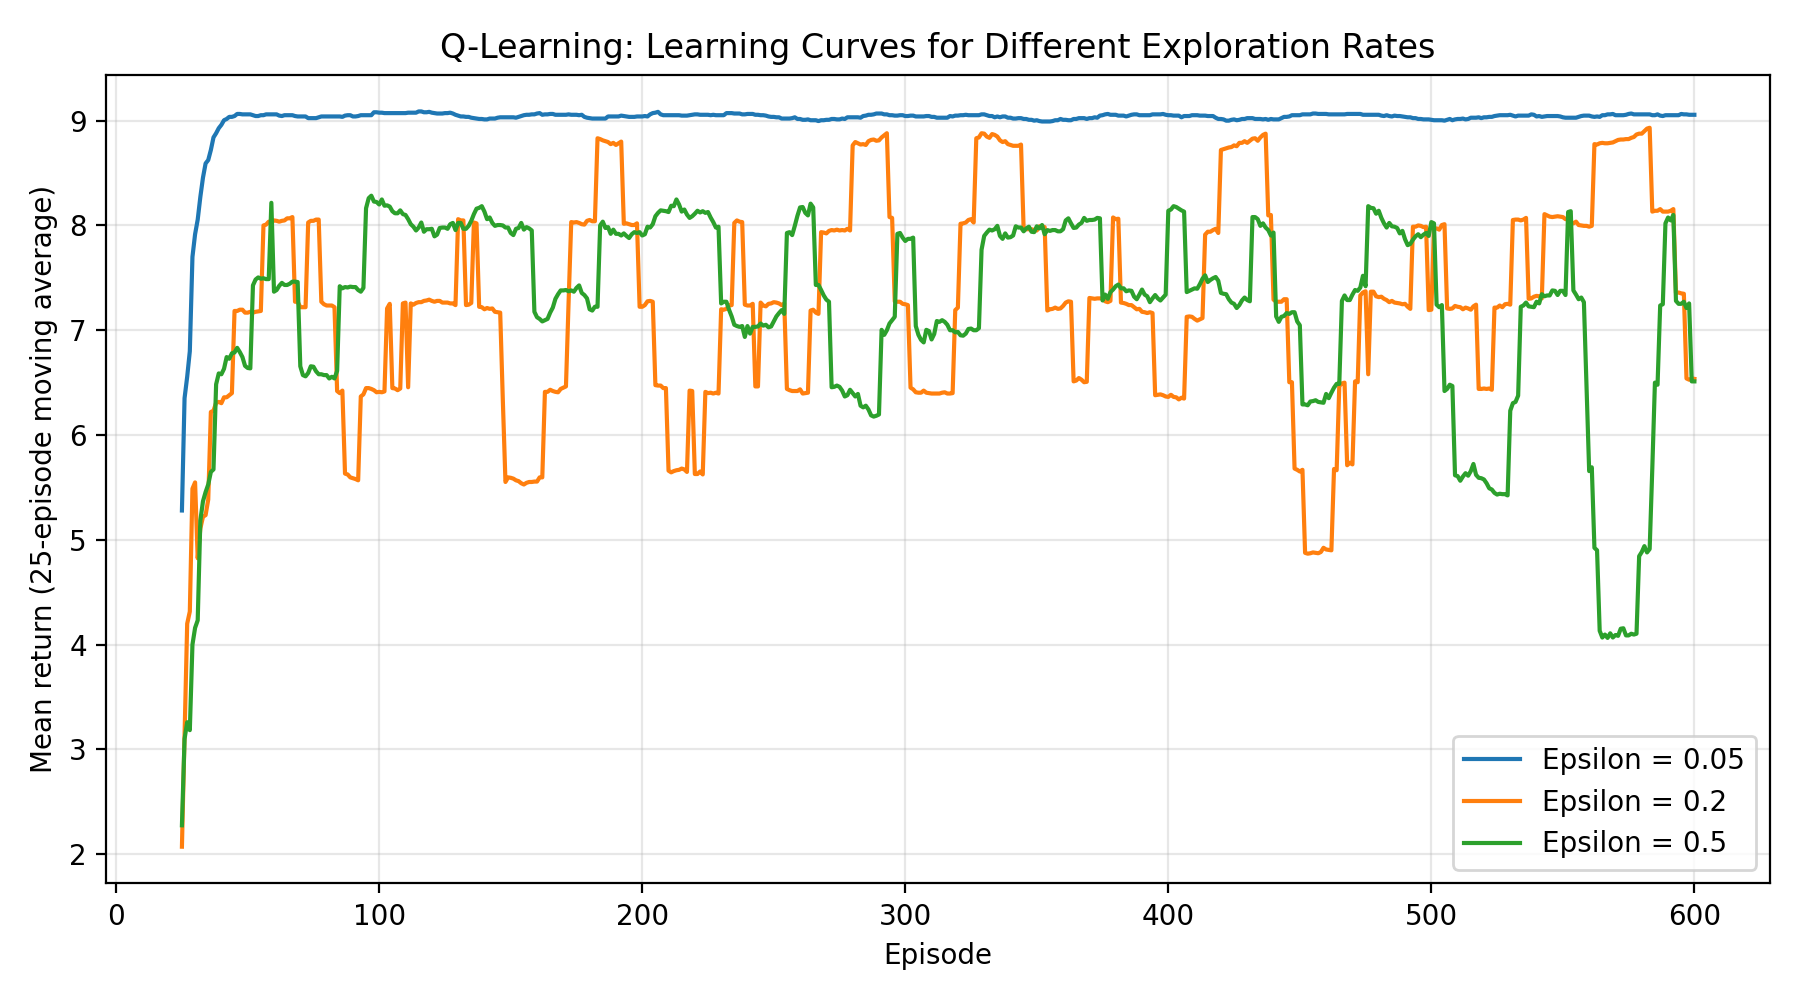 Q-Learning: Learning Curves for Different Exploration Rates
Mean return (25-episode moving average)
9
8
7
6
5
4
3
2
0 100 200 300 400 500 600
Episode
Epsilon = 0.05
Epsilon = 0.2
Epsilon = 0.5